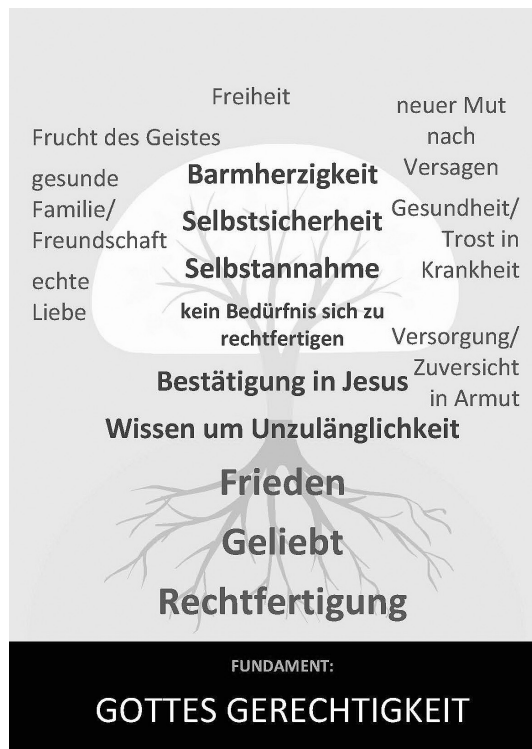 Freiheit
Frucht des Geistes
gesunde
Familie/
Freundschaft
echte
Liebe
neuer Mut
nach
Versagen
Gesundheit/
Trost in
Krankheit
Versorgung/
Zuversicht
in Armut
Barmherzigkeit
Selbstsicherheit
Selbstannahme
kein Bedürfnis sich zu
rechtfertigen
Bestätigung in Jesus
Wissen um Unzulänglichkeit
Frieden
Geliebt
Rechtfertigung
FUNDAMENT:
GOTTES GERECHTIGKEIT